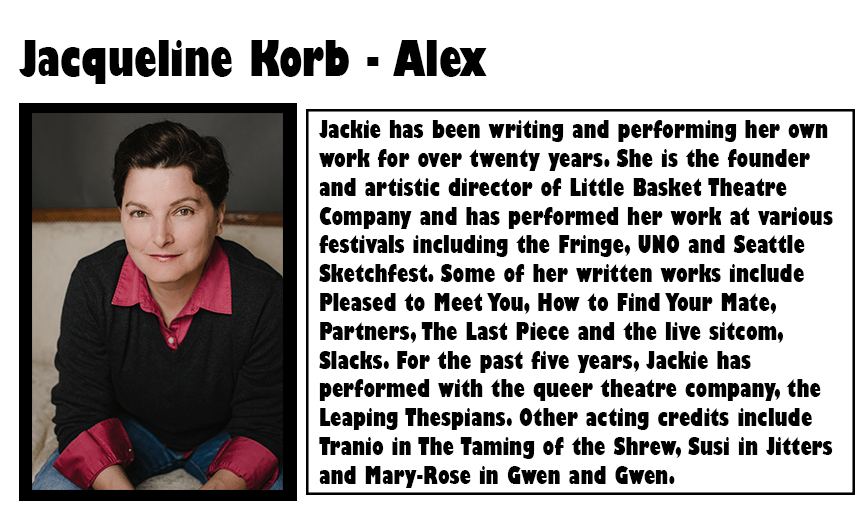 Jacqueline Korb - Alex
Jackie has been writing and performing her own
work for over twenty years. She is the founder
and artistic director of Little Basket Theatre
Company and has performed her work at various
festivals including the Fringe, UNO and Seattle
Sketchfest. Some of her written works include
Pleased to Meet You, How to Find Your Mate,
Partners, The Last Piece and the live sitcom,
Slacks. For the past five years, Jackie has
performed with the queer theatre company, the
Leaping Thespians. Other acting credits include
Tranio in The Taming of the Shrew, Susi in Jitters
and Mary-Rose in Gwen and Gwen.